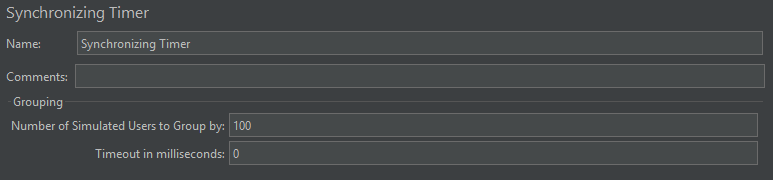 Synchronizing Timer
Name: Synchronizing Timer
Comments:
Grouping
Number of Simulated Users to Group by: 100
Timeout in milliseconds: 0